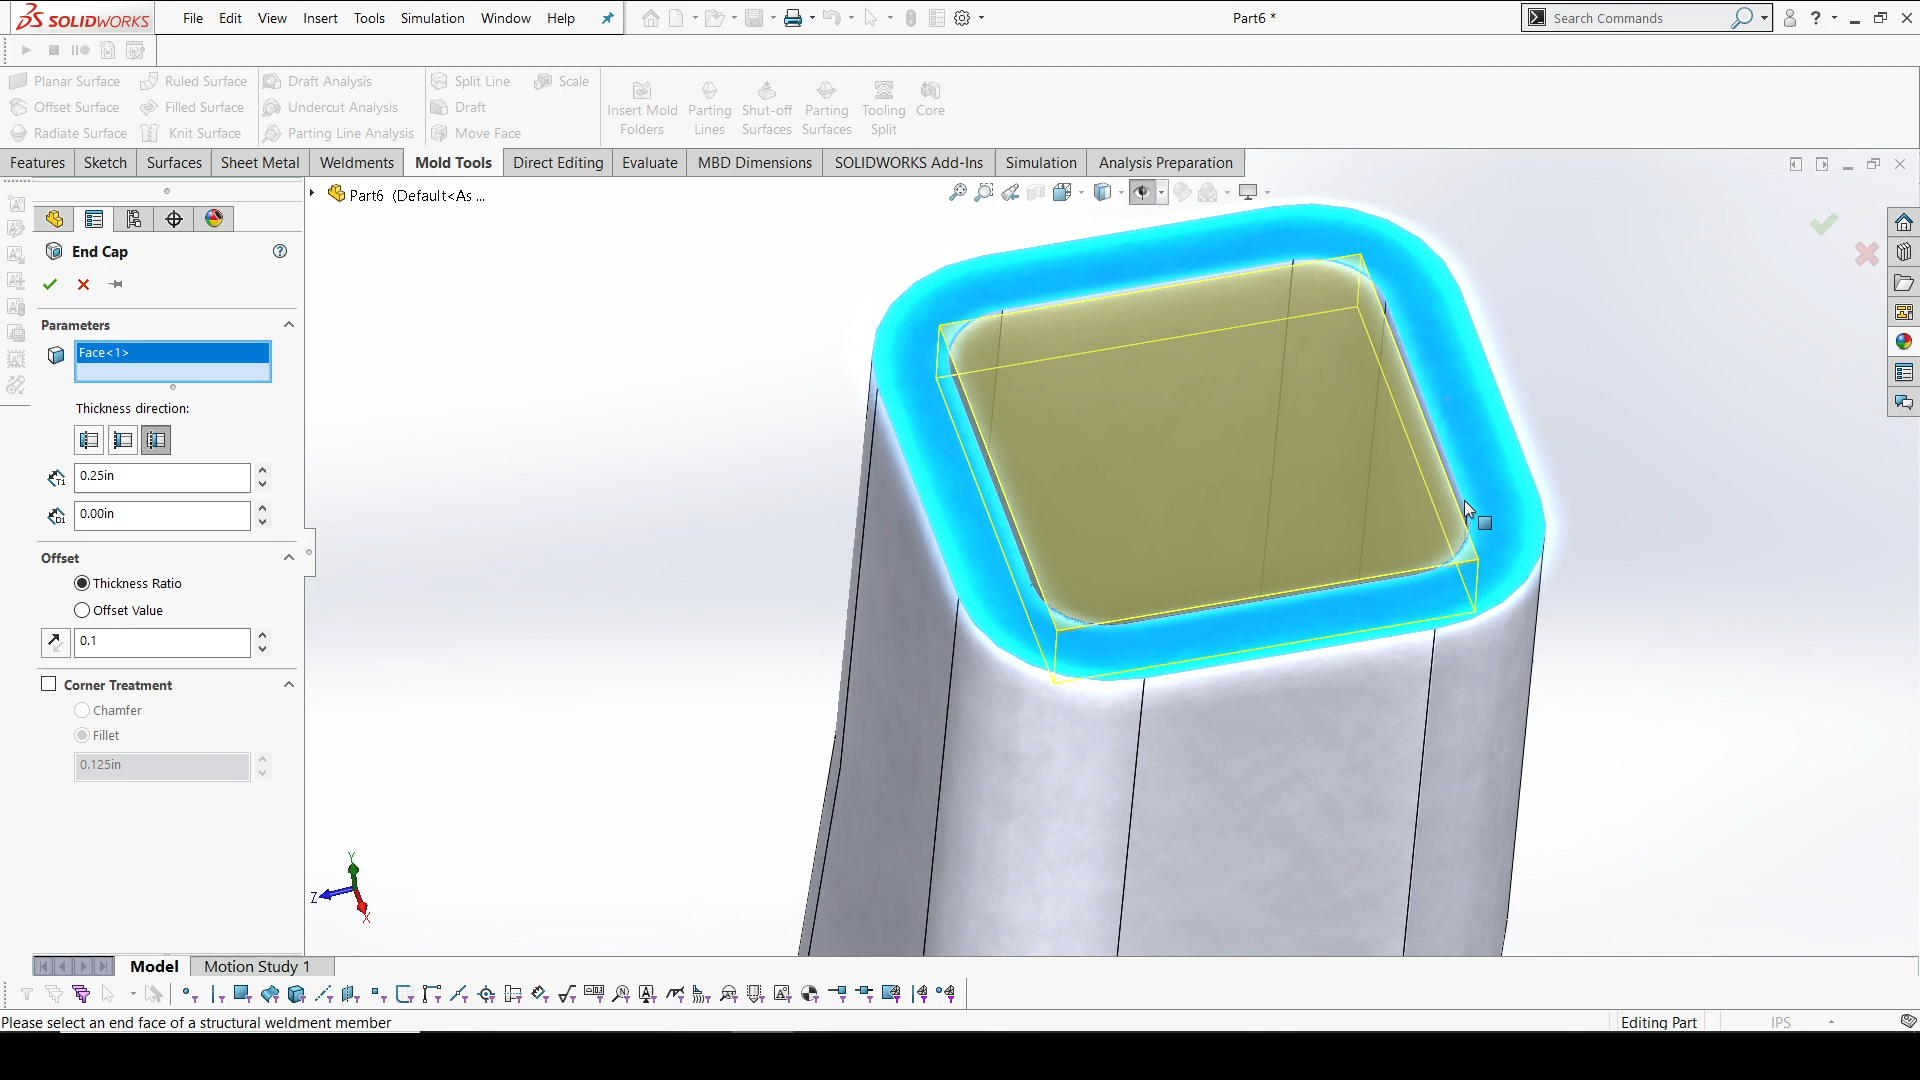 SOLIDWORKS File Edit View Insert Tools Simulation Window Help Part6 * Search Commands ?
Planar Surface Ruled Surface Draft Analysis Split Line Scale
Offset Surface Filled Surface Undercut Analysis Draft
Radiate Surface Knit Surface Parting Line Analysis Move Face
Insert Mold Folders Parting Lines Shut-off Surfaces Parting Surfaces Tooling Split Core
Features Sketch Surfaces Sheet Metal Weldments Mold Tools Direct Editing Evaluate MBD Dimensions SOLIDWORKS Add-Ins Simulation Analysis Preparation
Part6 (Default<As ...
End Cap
Parameters
Face<1>
Thickness direction:
0.25in
0.00in
Offset
Thickness Ratio
Offset Value
0.1
Corner Treatment
Chamfer
Fillet
0.125in
Y
Z
X
Model Motion Study 1
Please select an end face of a structural weldment member Editing Part IPS